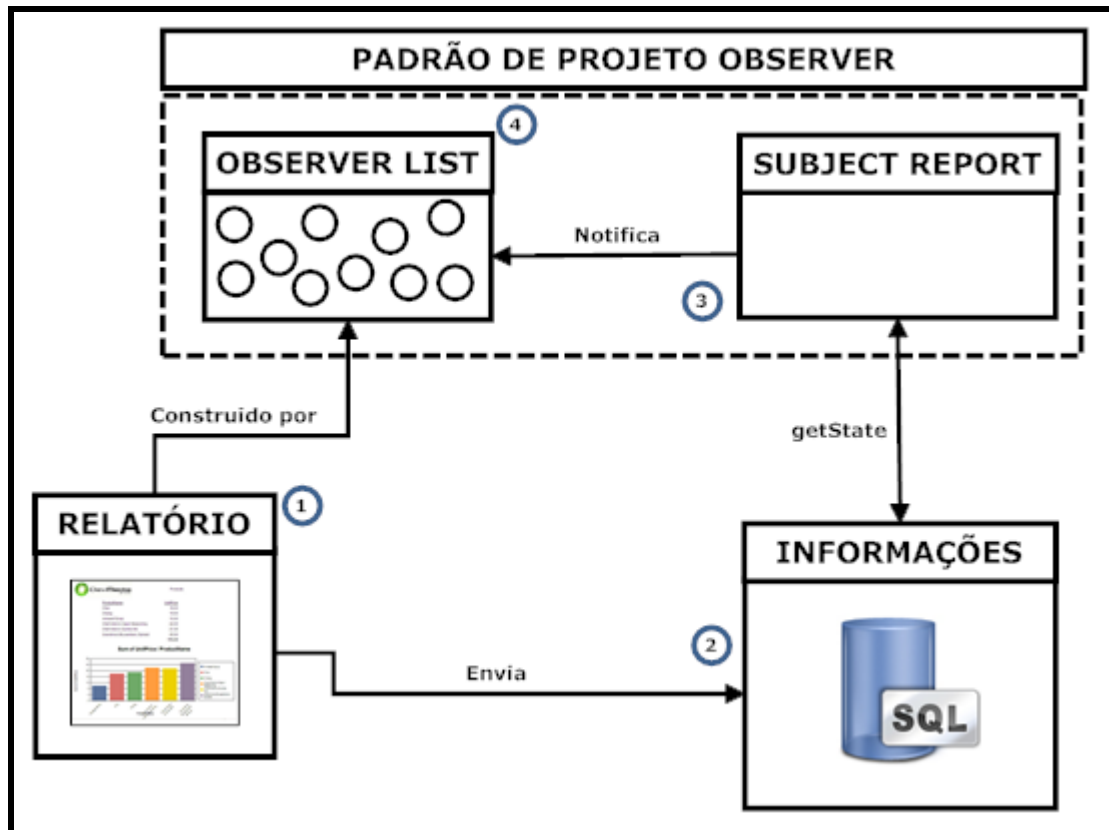 PADRÃO DE PROJETO OBSERVER
4
OBSERVER LIST
SUBJECT REPORT
Notifica
3
Construido por
getState
1
RELATÓRIO
INFORMAÇÕES
2
Envia
SQL